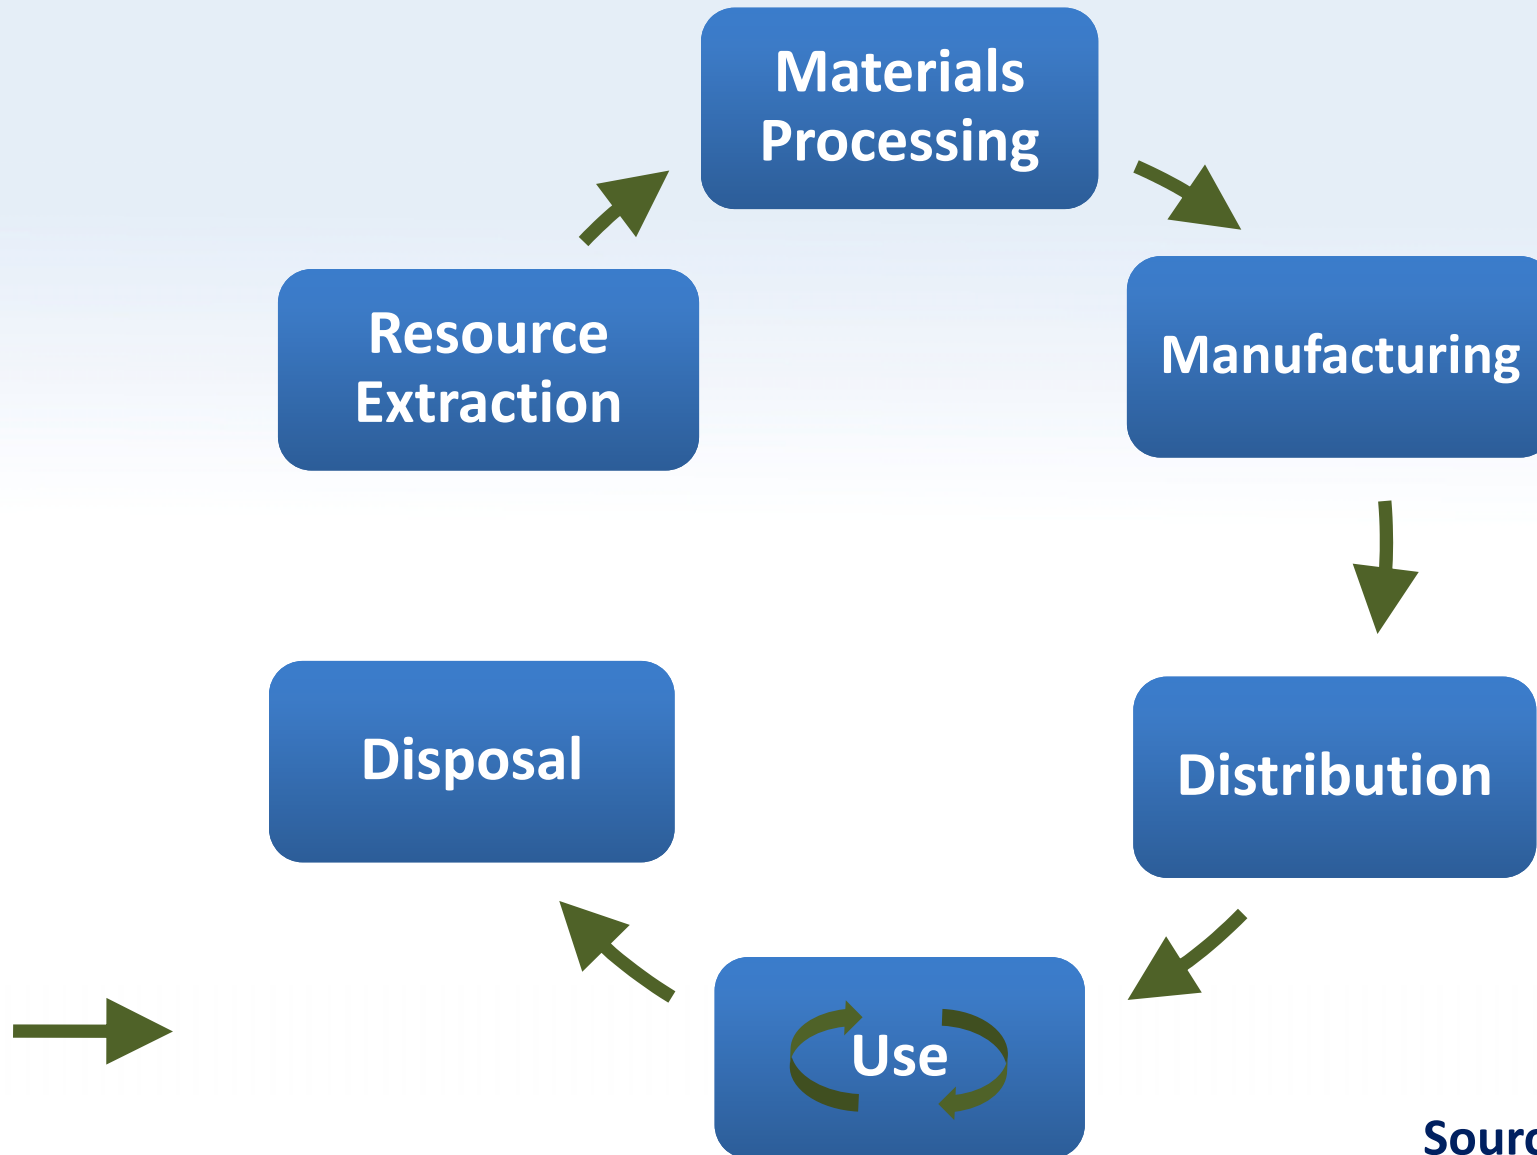 Materials
Processing
Resource
Extraction
Manufacturing
Disposal
Distribution
Use